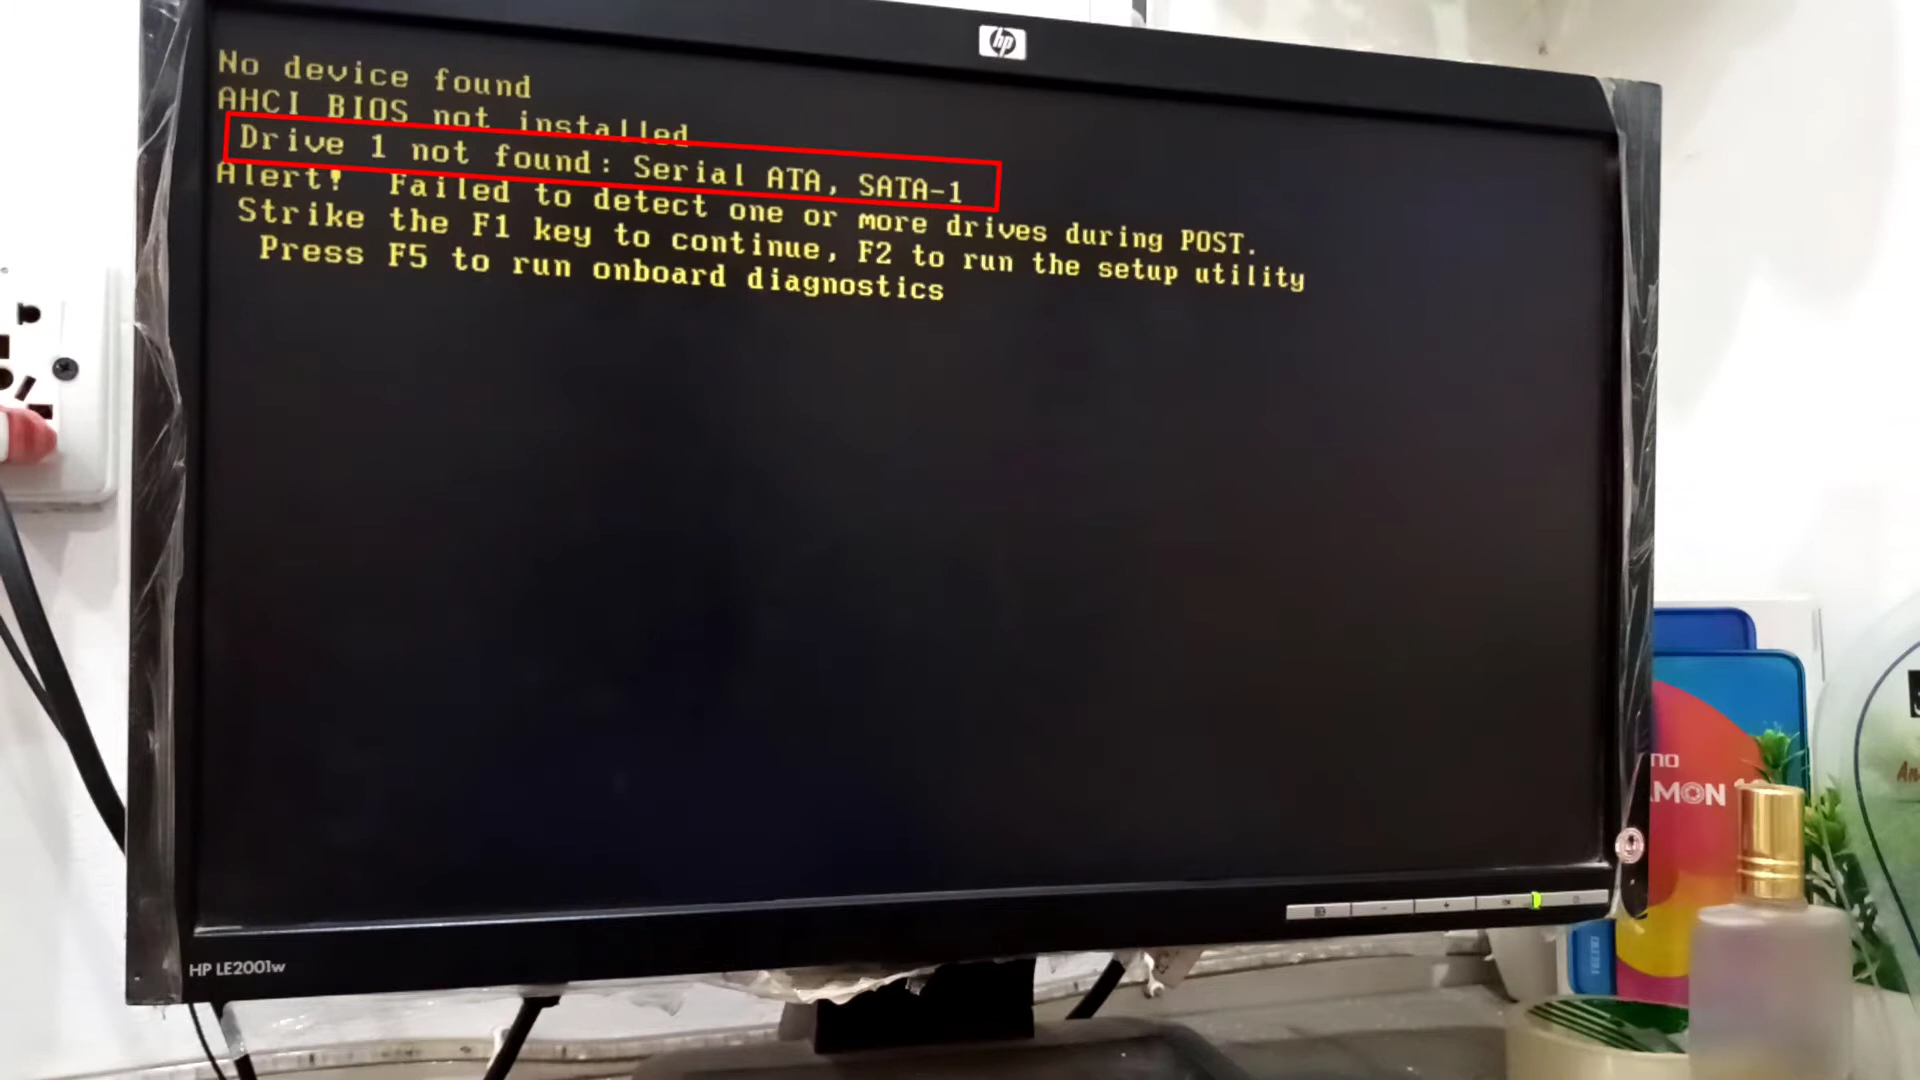 hp
No device found
AHCI BIOS not installed
Drive 1 not found: Serial ATA, SATA-1
Alert! Failed to detect one or more drives during POST.
Strike the F1 key to continue, F2 to run the setup utility
Press F5 to run onboard diagnostics
HP LE2001w